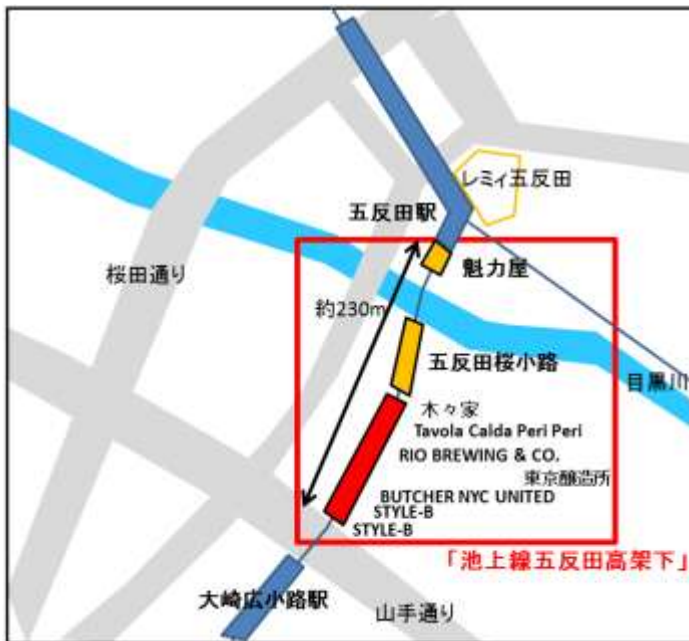 レミィ五反田
五反田駅
魁力屋
桜田通り
約230m
五反田桜小路
目黒川
木々家
Tavola Calda Peri Peri
RIO BREWING & CO.
東京醸造所
BUTCHER NYC UNITED
STYLE-B
STYLE-B
「池上線五反田高架下」
大崎広小路駅
山手通り